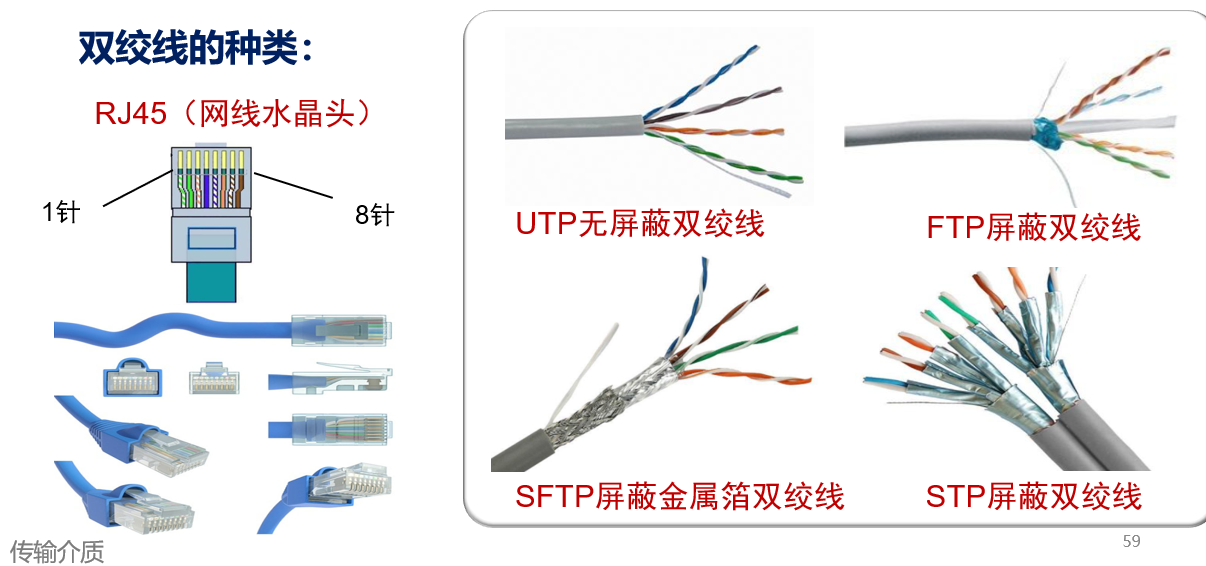 双绞线的种类：
RJ45（网线水晶头）
1针
8针
UTP无屏蔽双绞线
FTP屏蔽双绞线
SFTP屏蔽金属箔双绞线
STP屏蔽双绞线
传输介质
59